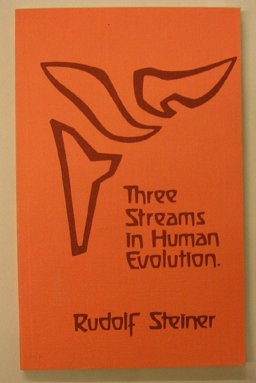 Three
Streams
in Human
Evolution.
Rudolf Steiner